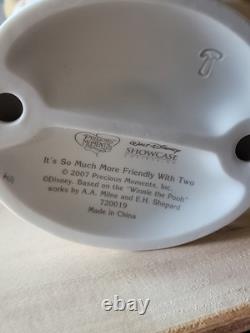 PRECIOUS
MOMENTS
WALT DISNEY
SHOWCASE
COLLECTION
It's So Much More Friendly With Two
© 2007 Precious Moments, Inc.
©Disney. Based on the "Winnie the Pooh"
works by A.A. Milne and E.H. Shepard
720019
Made in China